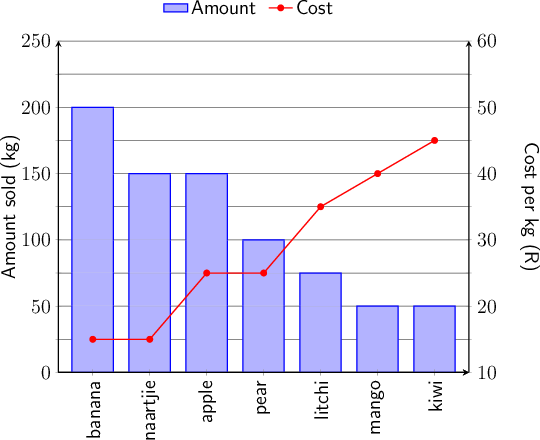 Amount Cost
250 60
200 50
150 40
100 30
50 20
0 10
Amount sold (kg)
Cost per kg (R)
banana naartjie apple pear litchi mango kiwi